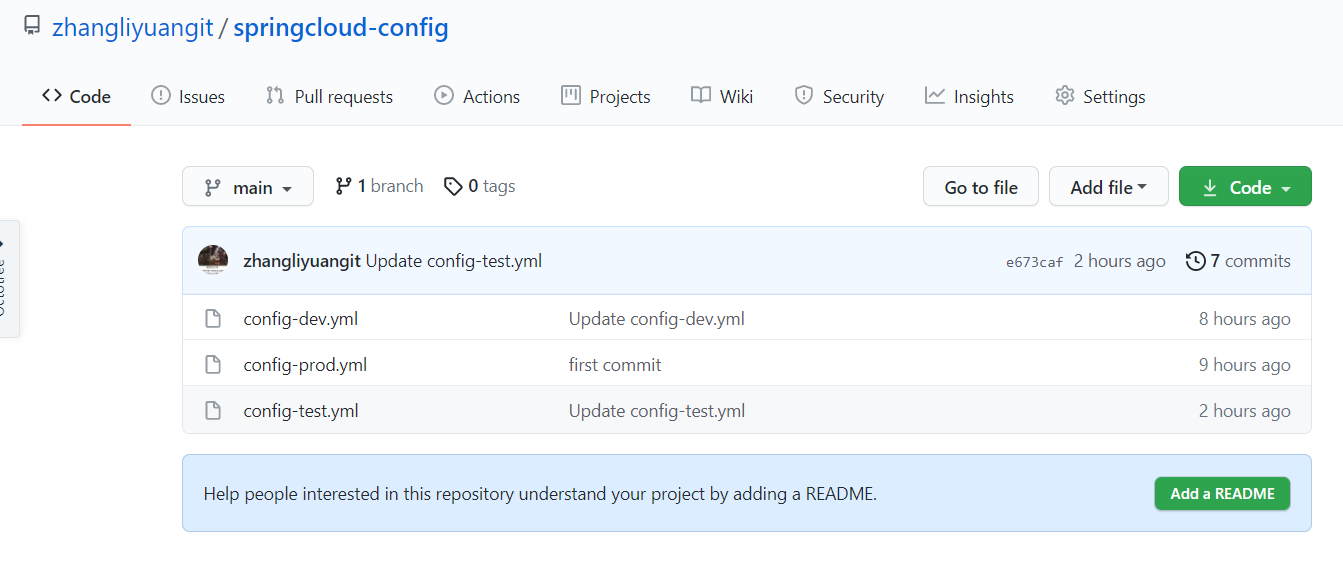 zhangliyuangit / springcloud-config
Code Issues Pull requests Actions Projects Wiki Security Insights Settings
main 1 branch 0 tags Go to file Add file Code
zhangliyuangit Update config-test.yml e673caf 2 hours ago 7 commits
config-dev.yml Update config-dev.yml 8 hours ago
config-prod.yml first commit 9 hours ago
config-test.yml Update config-test.yml 2 hours ago
Help people interested in this repository understand your project by adding a README. Add a README